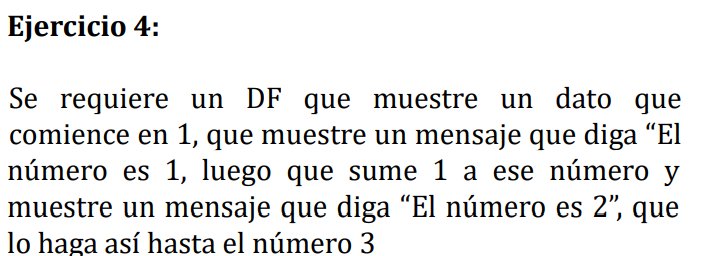 Ejercicio 4:
Se requiere un DF que muestre un dato que
comience en 1, que muestre un mensaje que diga “El
número es 1, luego que sume 1 a ese número y
muestre un mensaje que diga “El número es 2”, que
lo haga así hasta el número 3